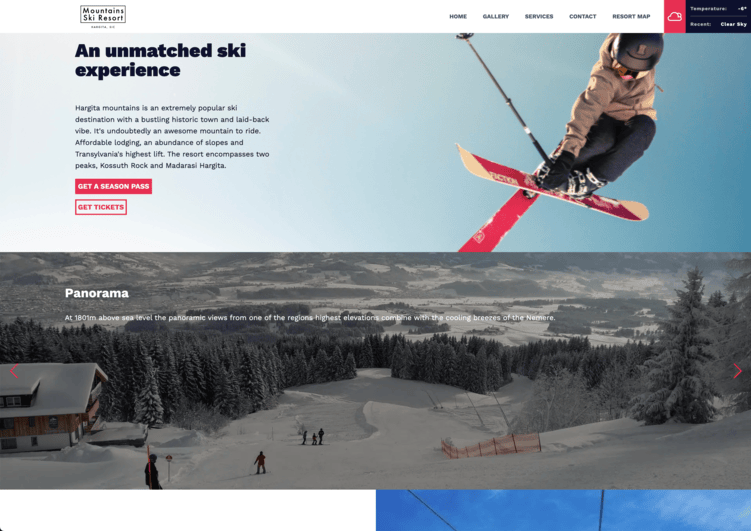 Mountains
Ski Resort
HARGITA, RO
HOME GALLERY SERVICES CONTACT RESORT MAP
Temperature: -6°
Recent: Clear Sky
An unmatched ski
experience
Hargita mountains is an extremely popular ski
destination with a bustling historic town and laid-back
vibe. It's undoubtedly an awesome mountain to ride.
Affordable lodging, an abundance of slopes and
Transylvania's highest lift. The resort encompasses two
peaks, Kossuth Rock and Madarasi Hargita.
GET A SEASON PASS
GET TICKETS
Panorama
At 1801m above sea level the panoramic views from one of the regions highest elevations combine with the cooling breezes of the Nemere.